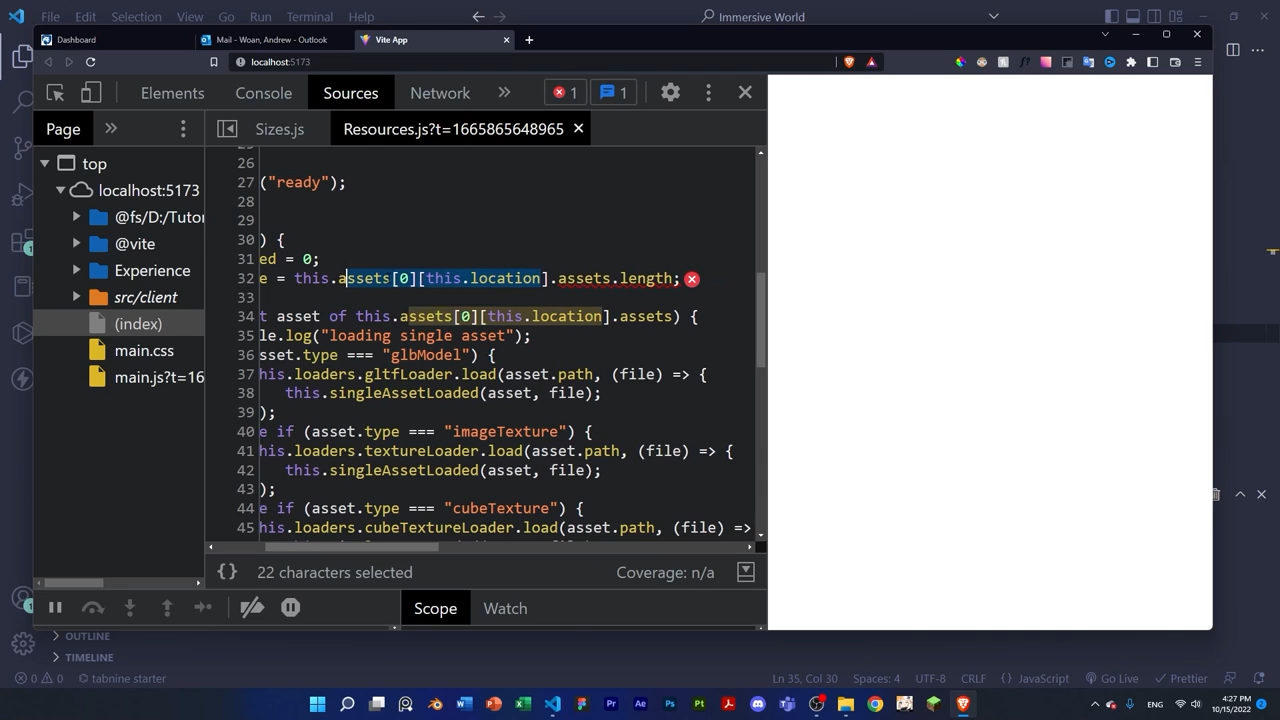 File Edit Selection View Go Run Terminal Help
Immersive World
Dashboard
Mail - Woan, Andrew - Outlook
Vite App
localhost:5173
Elements Console Sources Network
1
1
Page
Sizes.js
Resources.js?t=1665865648965
top
localhost:5173
@fs/D:/Tutor
@vite
Experience
src/client
(index)
main.css
main.js?t=16
26
27 ("ready");
28
29
30 ) {
31 ed = 0;
32 e = this.assets[0][this.location].assets.length;
33
34 t asset of this.assets[0][this.location].assets) {
35 le.log("loading single asset");
36 asset.type === "glbModel") {
37 his.loaders.gltfLoader.load(asset.path, (file) => {
38 this.singleAssetLoaded(asset, file);
39 );
40 e if (asset.type === "imageTexture") {
41 his.loaders.textureLoader.load(asset.path, (file) => {
42 this.singleAssetLoaded(asset, file);
43 );
44 e if (asset.type === "cubeTexture") {
45 his.loaders.cubeTextureLoader.load(asset.path, (file) =>
{} 22 characters selected
Coverage: n/a
Scope Watch
OUTLINE
TIMELINE
0 0 tabnine starter
Ln 35, Col 30 Spaces: 4 UTF-8 CRLF JavaScript Go Live Prettier
ENG
4:27 PM
10/15/2022